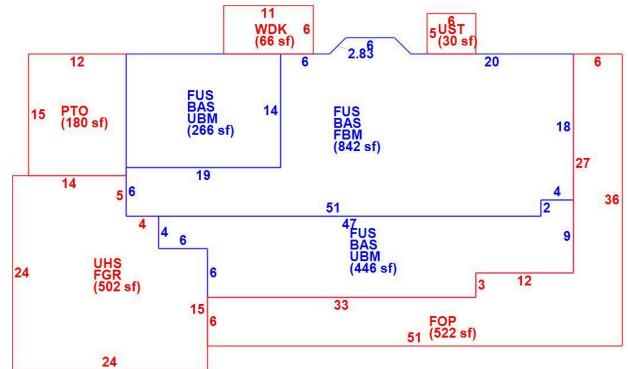 11
WDK
(66 sf)
6
6
UST
(30 sf)
5
6
2.83
6
20
6
12
PTO
(180 sf)
15
FUS
BAS
UBM
(266 sf)
14
19
FUS
BAS
FBM
(842 sf)
18
27
36
14
5
6
51
4
2
4
4
6
47
FUS
BAS
UBM
(446 sf)
9
24
UHS
FGR
(502 sf)
6
15
6
33
3
12
FOP
(522 sf)
51
24